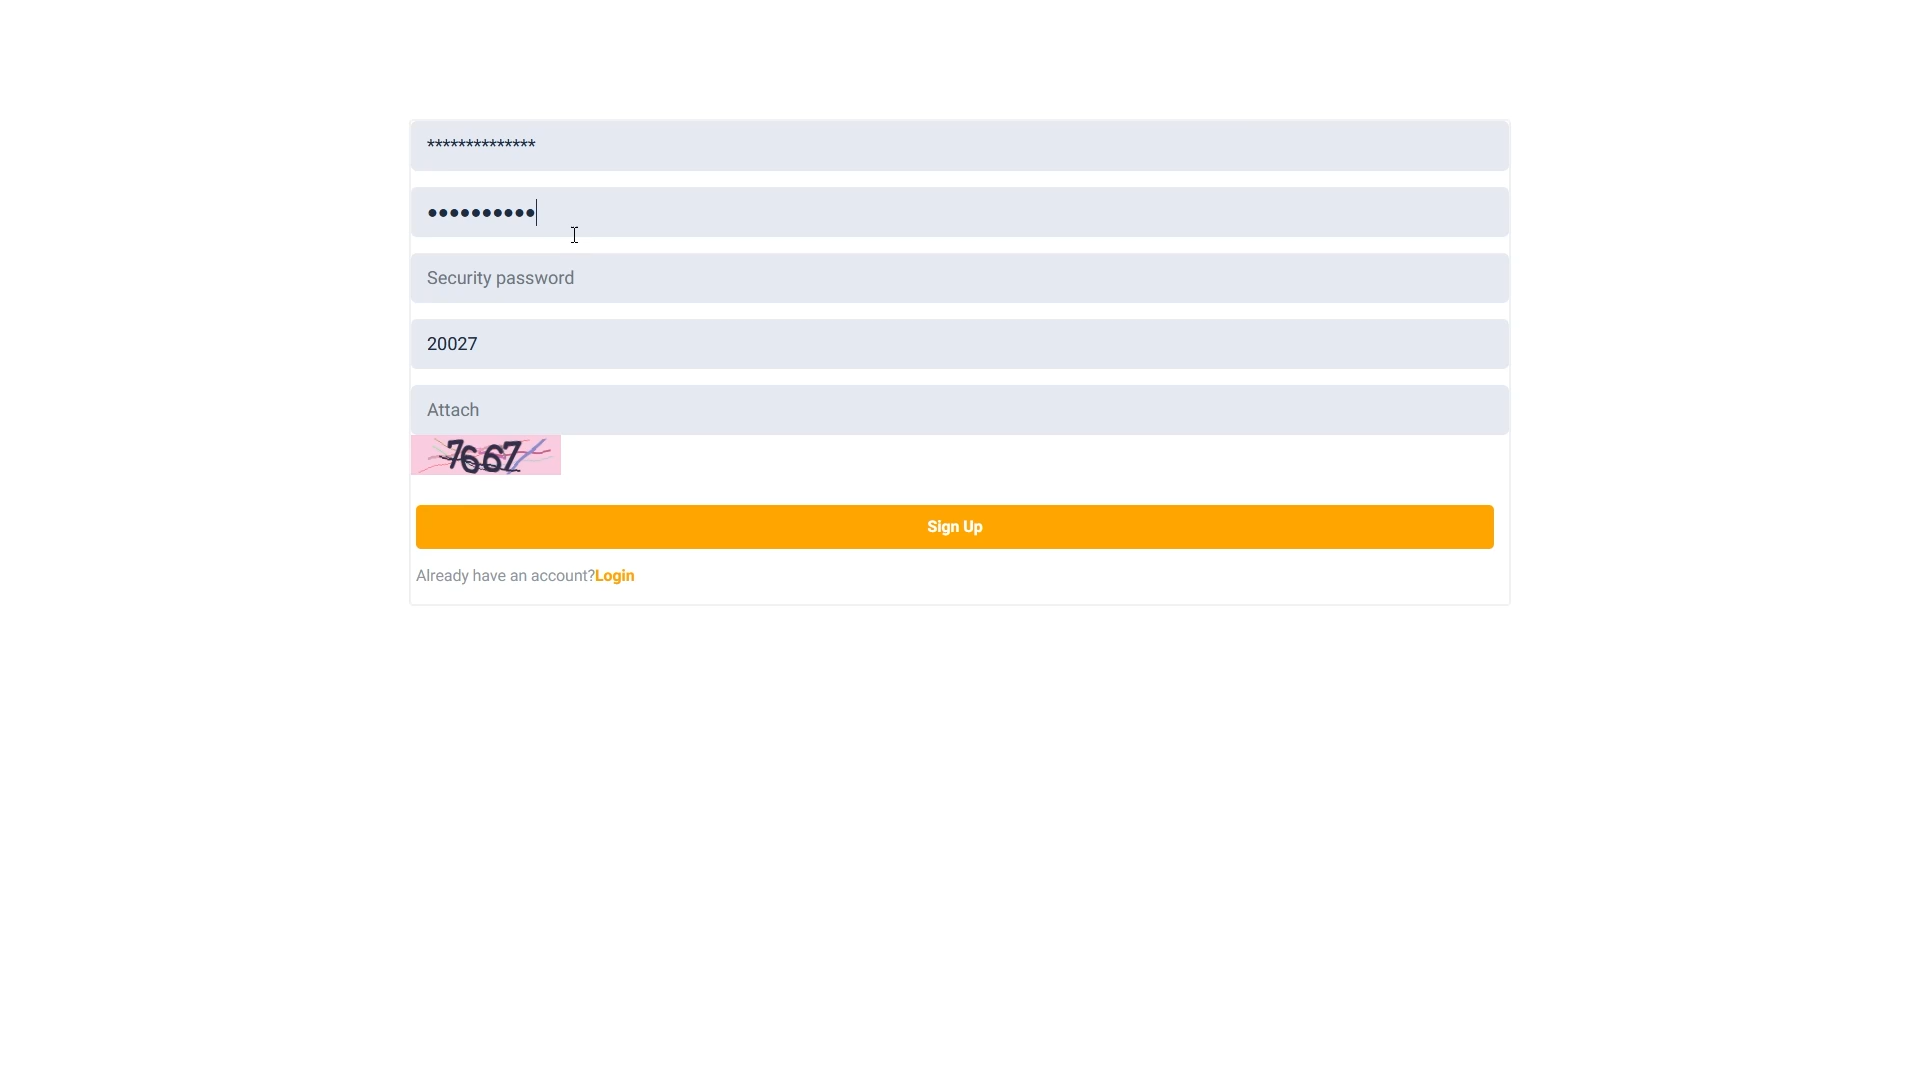 **************
••••••••••
Security password
20027
Attach
7667
Sign Up
Already have an account?Login